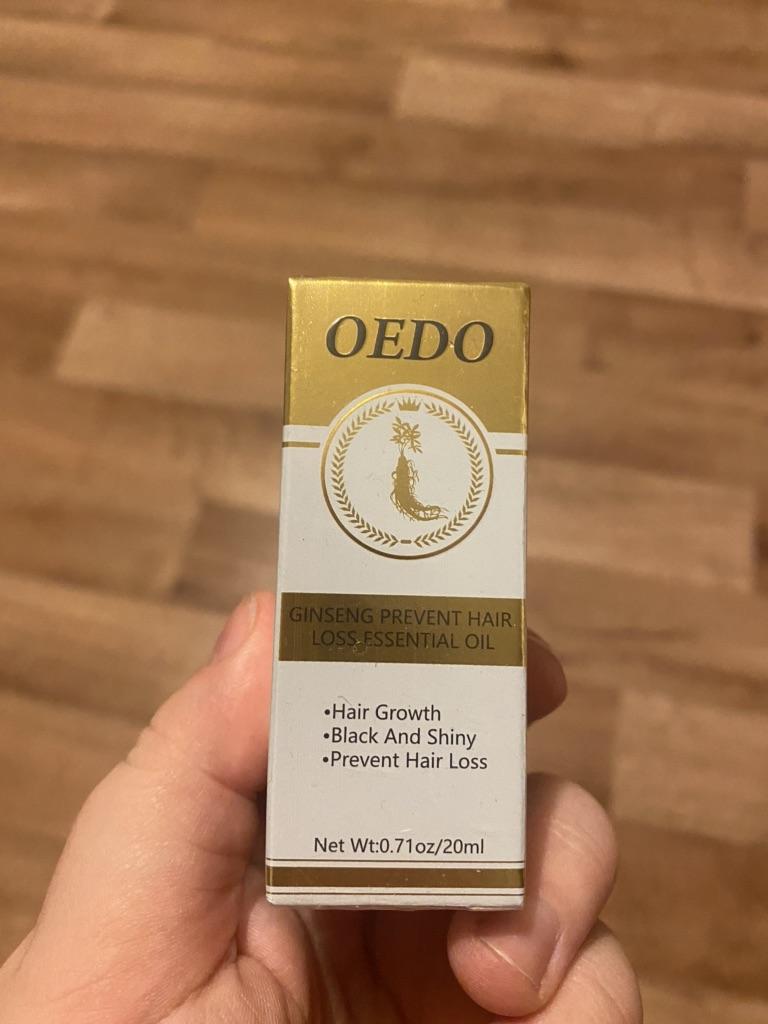 OEDO
GINSENG PREVENT HAIR
LOSS ESSENTIAL OIL
•Hair Growth
•Black And Shiny
•Prevent Hair Loss
Net Wt:0.71oz/20ml